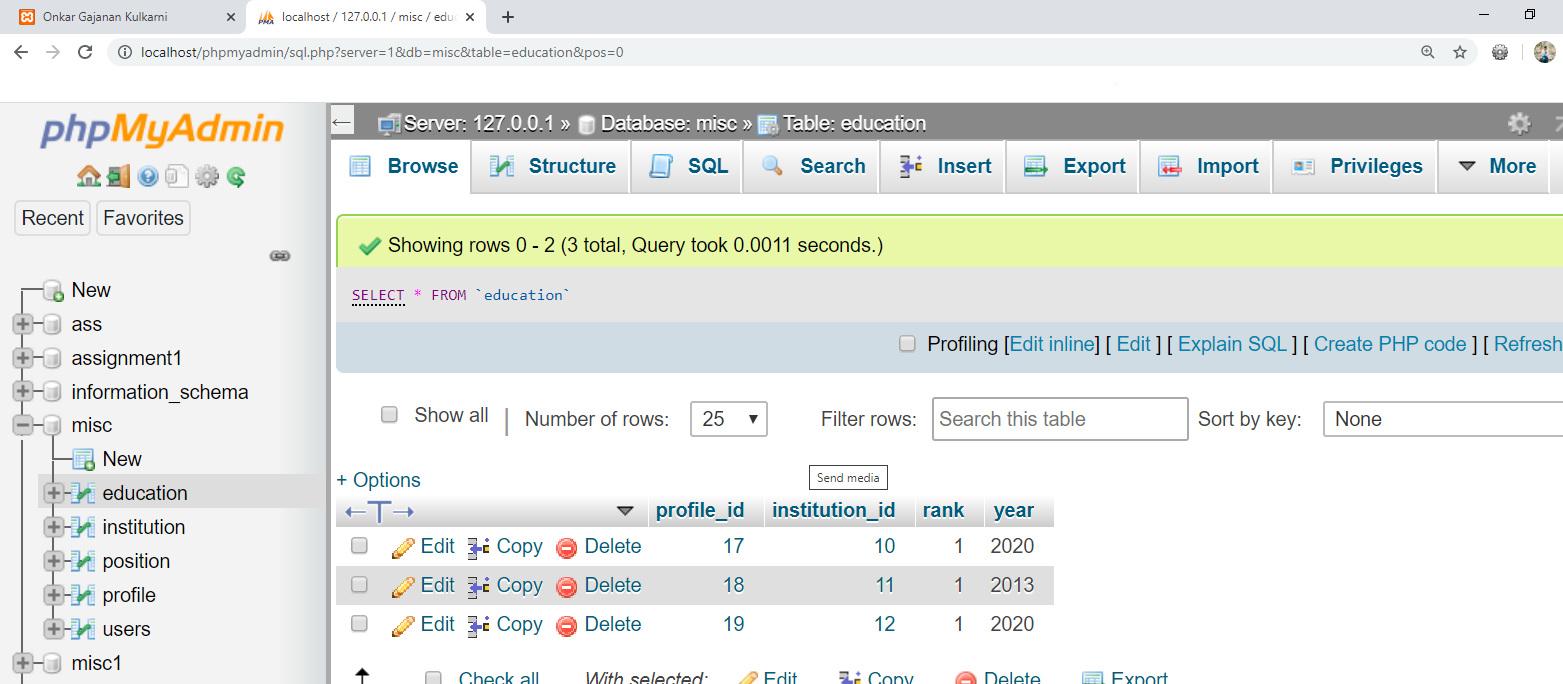 Onkar Gajanan Kulkarni
localhost / 127.0.0.1 / misc / educ
localhost/phpmyadmin/sql.php?server=1&db=misc&table=education&pos=0
phpMyAdmin
Recent Favorites
New
ass
assignment1
information_schema
misc
New
education
institution
position
profile
users
misc1
Server: 127.0.0.1 » Database: misc » Table: education
Browse Structure SQL Search Insert Export Import Privileges More
Showing rows 0 - 2 (3 total, Query took 0.0011 seconds.)
SELECT * FROM `education`
Profiling [Edit inline] [ Edit ] [ Explain SQL ] [ Create PHP code ] [ Refresh
Show all | Number of rows: 25 Filter rows: Search this table Sort by key: None
Send media
+ Options
profile_id institution_id rank year
Edit Copy Delete 17 10 1 2020
Edit Copy Delete 18 11 1 2013
Edit Copy Delete 19 12 1 2020
Check all With selected: Edit Copy Delete Export